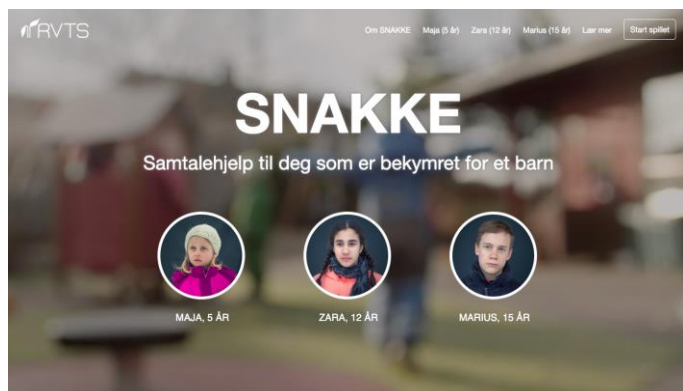 RVTS
Om SNAKKE Maja (5 år) Zara (12 år) Marius (15 år) Lær mer Start spillet
SNAKKE
Samtalehjelp til deg som er bekymret for et barn
MAJA, 5 ÅR ZARA, 12 ÅR MARIUS, 15 ÅR